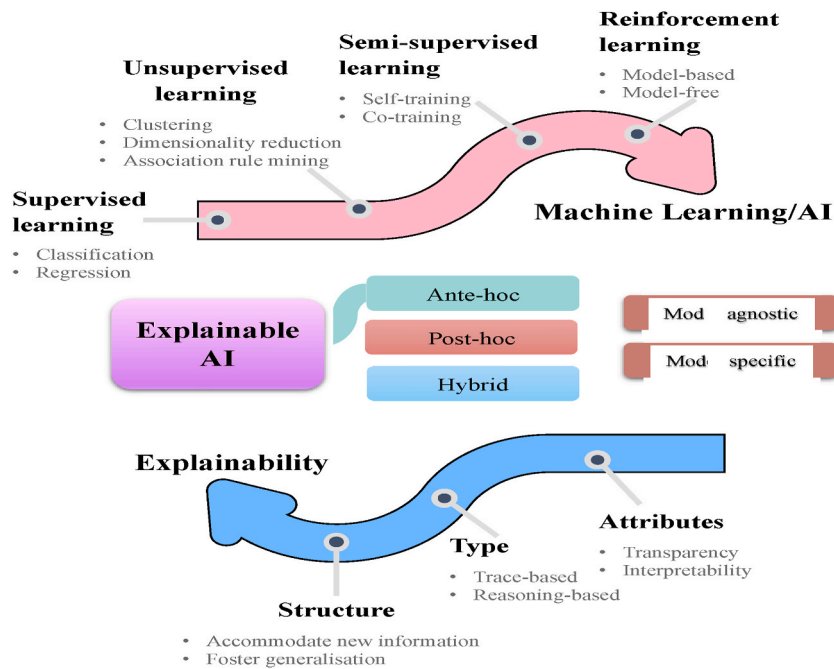 Reinforcement
learning
• Model-based
• Model-free
Semi-supervised
learning
• Self-training
• Co-training
Unsupervised
learning
• Clustering
• Dimensionality reduction
• Association rule mining
Supervised
learning
• Classification
• Regression
Machine Learning/AI
Explainable
AI
Ante-hoc
Post-hoc
Hybrid
Mod agnostic
Mod specific
Explainability
Attributes
• Transparency
• Interpretability
Type
• Trace-based
• Reasoning-based
Structure
• Accommodate new information
• Foster generalisation